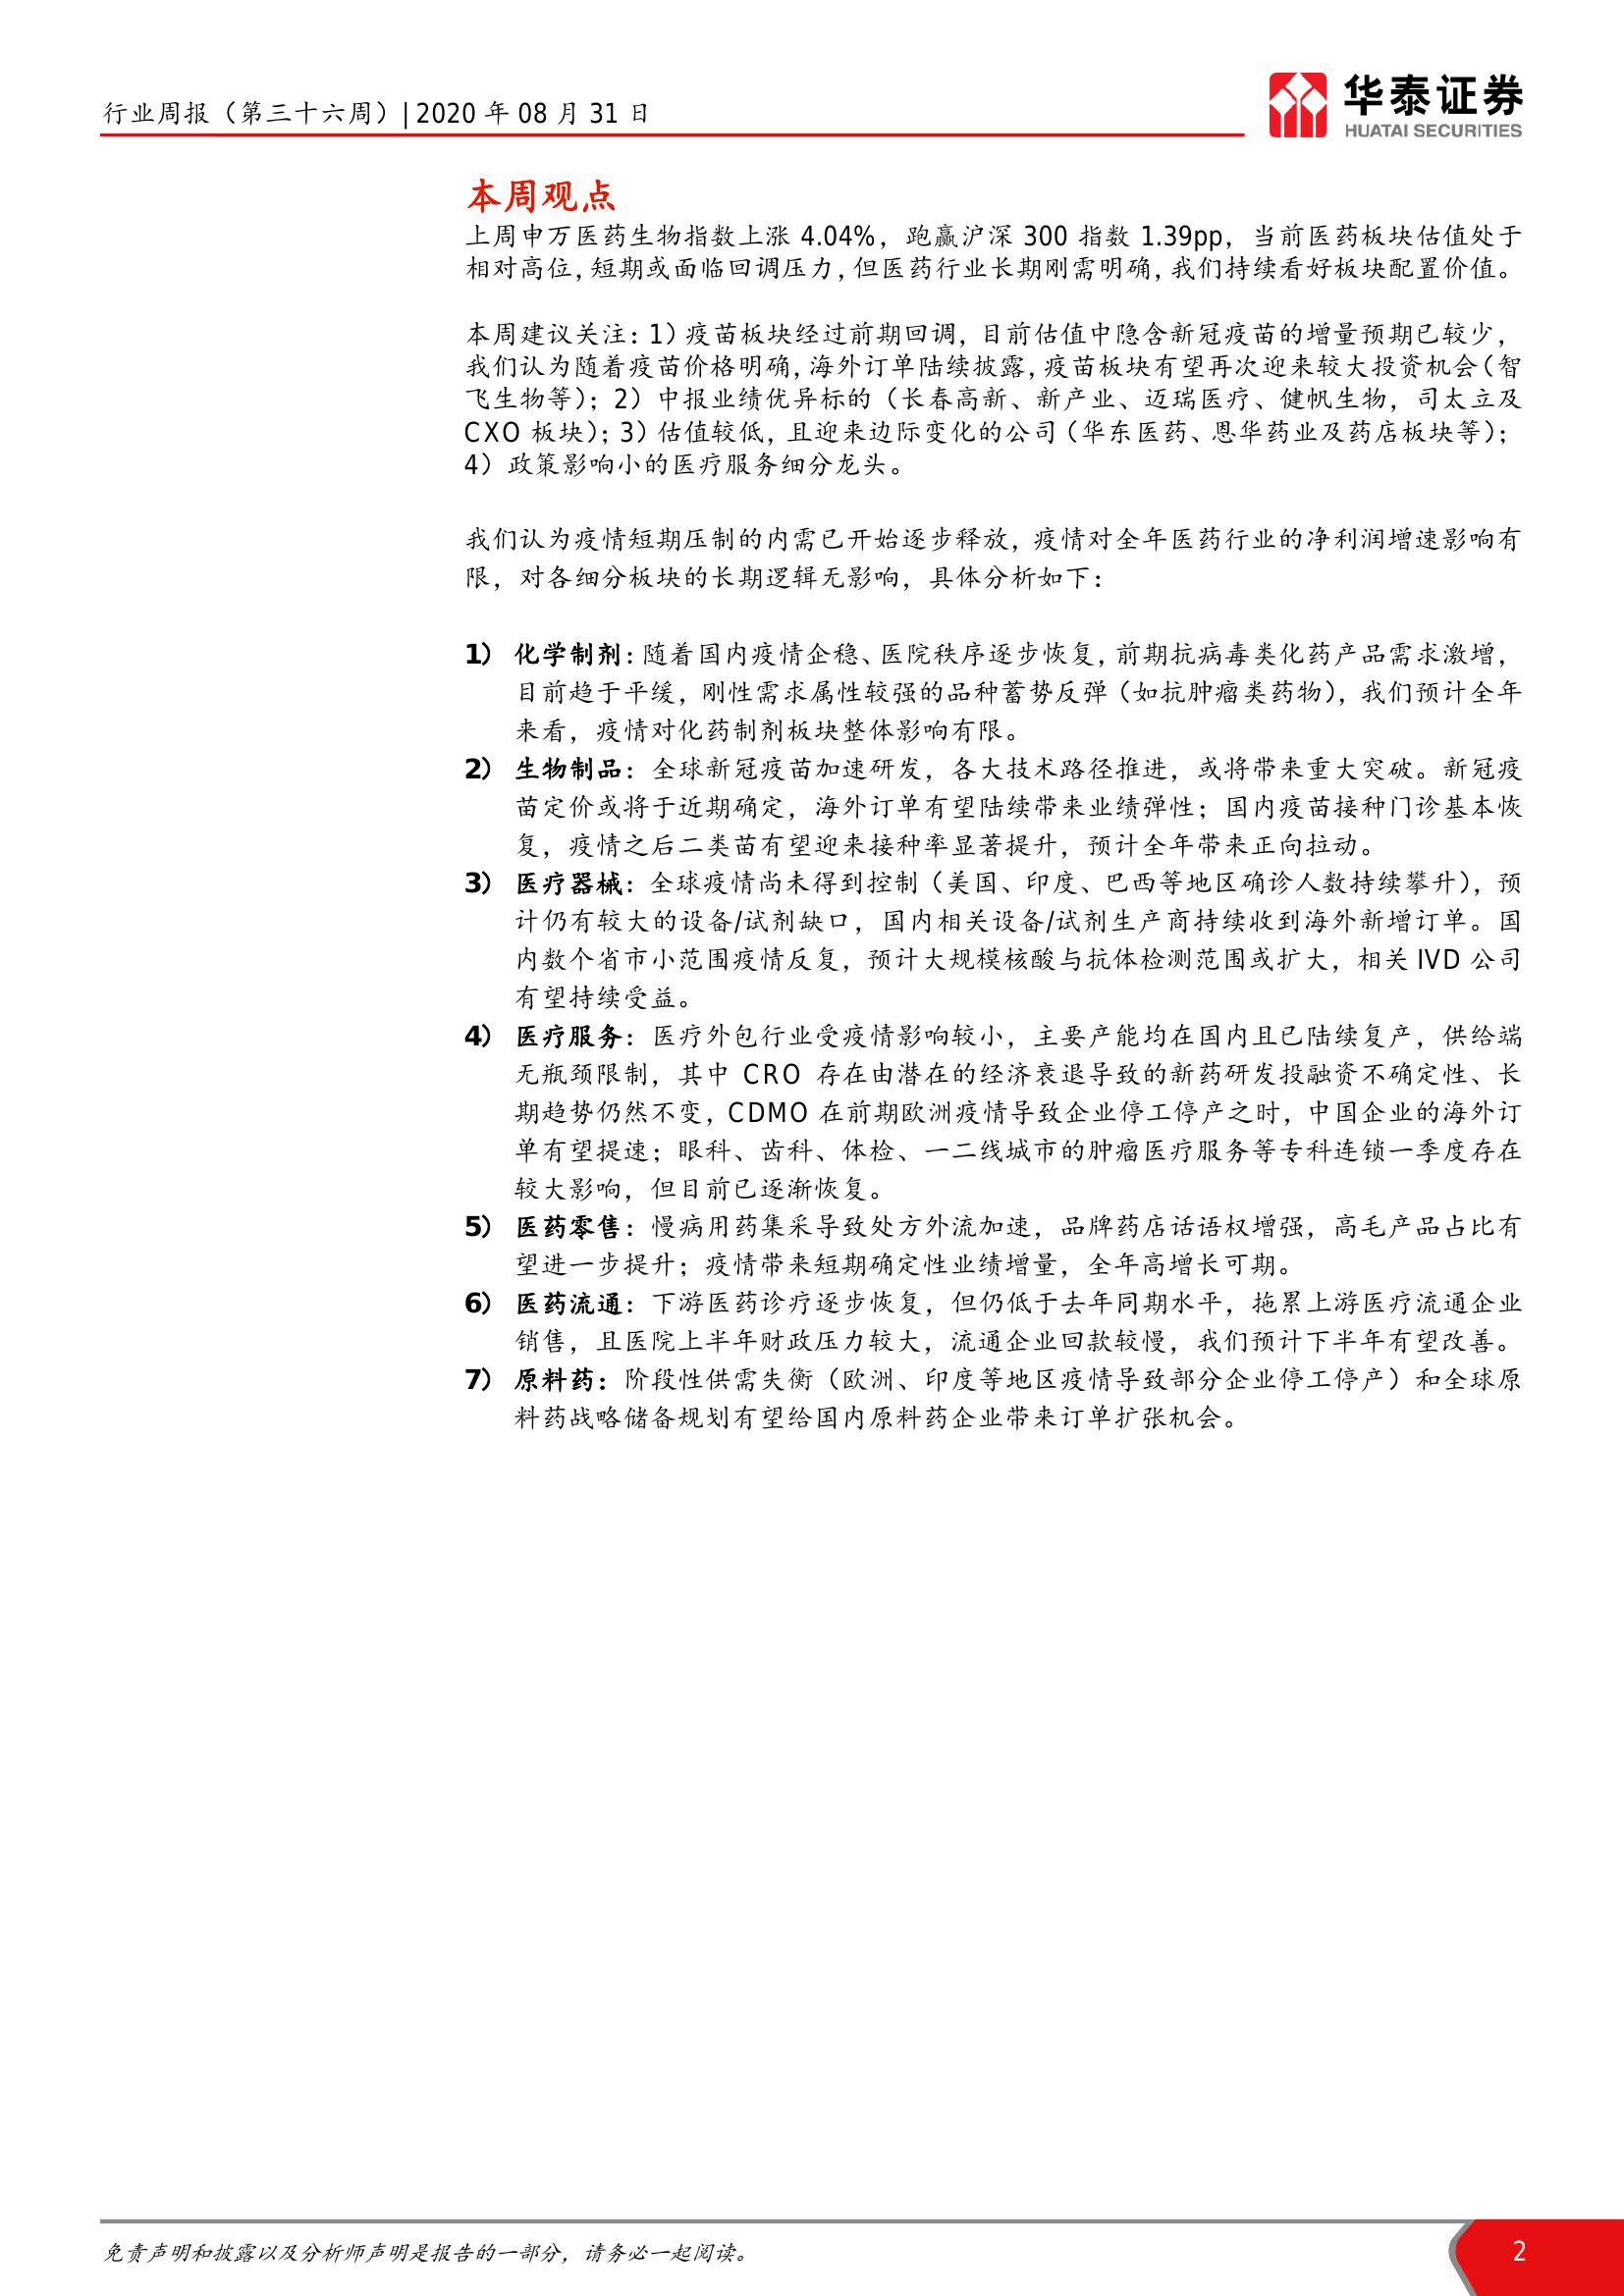 行业周报（第三十六周）| 2020 年 08 月 31 日
华泰证券
HUATAI SECURITIES
本周观点
上周申万医药生物指数上涨 4.04%，跑赢沪深 300 指数 1.39pp，当前医药板块估值处于
相对高位，短期或面临回调压力，但医药行业长期刚需明确，我们持续看好板块配置价值。
本周建议关注：1）疫苗板块经过前期回调，目前估值中隐含新冠疫苗的增量预期已较少，
我们认为随着疫苗价格明确，海外订单陆续披露，疫苗板块有望再次迎来较大投资机会（智
飞生物等）；2）中报业绩优异标的（长春高新、新产业、迈瑞医疗、健帆生物，司太立及
CXO 板块）；3）估值较低，且迎来边际变化的公司（华东医药、恩华药业及药店板块等）；
4）政策影响小的医疗服务细分龙头。
我们认为疫情短期压制的内需已开始逐步释放，疫情对全年医药行业的净利润增速影响有
限，对各细分板块的长期逻辑无影响，具体分析如下：
1） 化学制剂：随着国内疫情企稳、医院秩序逐步恢复，前期抗病毒类化药产品需求激增，
目前趋于平缓，刚性需求属性较强的品种蓄势反弹（如抗肿瘤类药物），我们预计全年
来看，疫情对化药制剂板块整体影响有限。
2） 生物制品：全球新冠疫苗加速研发，各大技术路径推进，或将带来重大突破。新冠疫
苗定价或将于近期确定，海外订单有望陆续带来业绩弹性；国内疫苗接种门诊基本恢
复，疫情之后二类苗有望迎来接种率显著提升，预计全年带来正向拉动。
3） 医疗器械：全球疫情尚未得到控制（美国、印度、巴西等地区确诊人数持续攀升），预
计仍有较大的设备/试剂缺口，国内相关设备/试剂生产商持续收到海外新增订单。国
内数个省市小范围疫情反复，预计大规模核酸与抗体检测范围或扩大，相关 IVD 公司
有望持续受益。
4） 医疗服务：医疗外包行业受疫情影响较小，主要产能均在国内且已陆续复产，供给端
无瓶颈限制，其中 CRO 存在由潜在的经济衰退导致的新药研发投融资不确定性、长
期趋势仍然不变，CDMO 在前期欧洲疫情导致企业停工停产之时，中国企业的海外订
单有望提速；眼科、齿科、体检、一二线城市的肿瘤医疗服务等专科连锁一季度存在
较大影响，但目前已逐渐恢复。
5） 医药零售：慢病用药集采导致处方外流加速，品牌药店话语权增强，高毛产品占比有
望进一步提升；疫情带来短期确定性业绩增量，全年高增长可期。
6） 医药流通：下游医药诊疗逐步恢复，但仍低于去年同期水平，拖累上游医疗流通企业
销售，且医院上半年财政压力较大，流通企业回款较慢，我们预计下半年有望改善。
7） 原料药：阶段性供需失衡（欧洲、印度等地区疫情导致部分企业停工停产）和全球原
料药战略储备规划有望给国内原料药企业带来订单扩张机会。
免责声明和披露以及分析师声明是报告的一部分，请务必一起阅读。
2